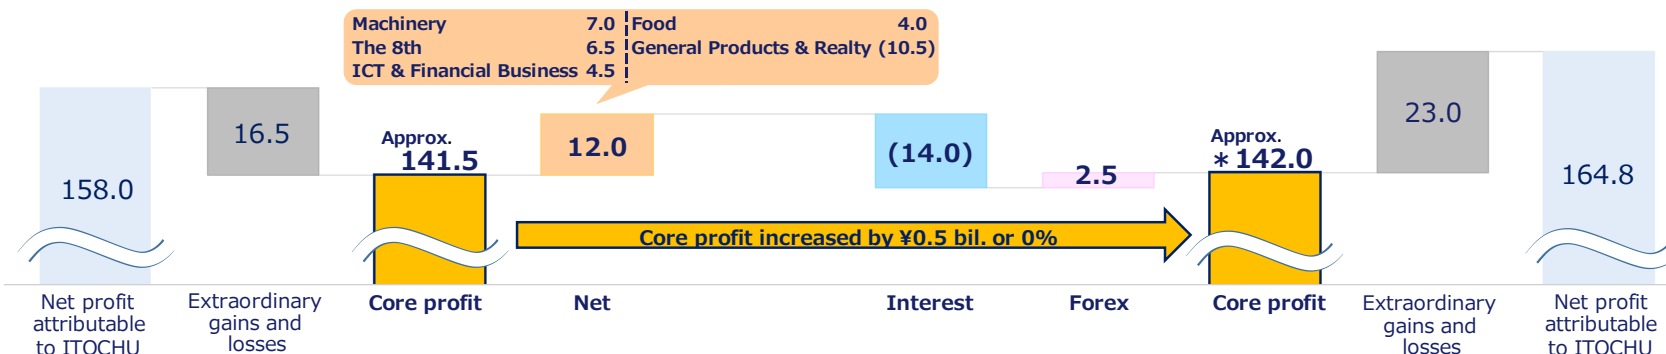 Machinery 7.0 Food 4.0
The 8th 6.5 General Products & Realty (10.5)
ICT & Financial Business 4.5
158.0
16.5
Approx.
141.5
12.0
(14.0)
2.5
Approx.
*142.0
23.0
164.8
Core profit increased by ¥0.5 bil. or 0%
Net profit
attributable
to ITOCHU
Extraordinary
gains and
losses
Core profit
Net
Interest
Forex
Core profit
Extraordinary
gains and
losses
Net profit
attributable
to ITOCHU